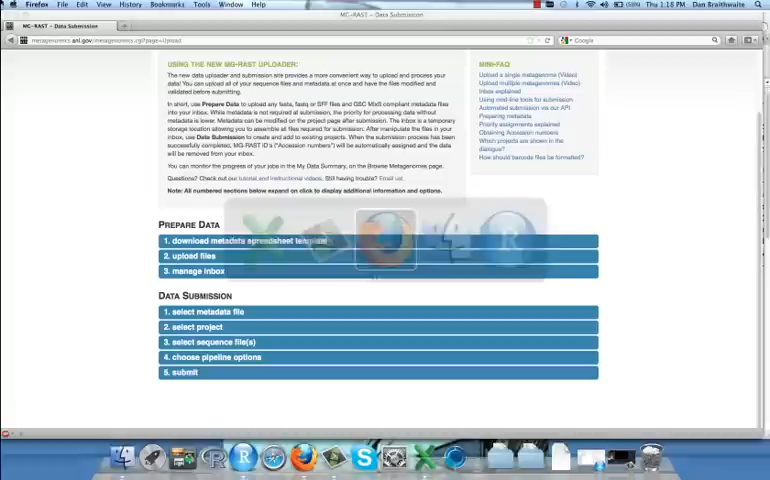 Firefox File Edit View History Bookmarks Tools Window Help Thu 1:18 PM Dan Braithwaite
MG-RAST - Data Submission
MG-RAST - Data Submission
metagenomics.anl.gov/metagenomics.cgi?page=Upload Google
USING THE NEW MG-RAST UPLOADER:
The new data uploader and submission site provides a more convenient way to upload and process your
data! You can upload all of your sequence files and metadata at once and have the files modified and
validated before submitting.
In short, use Prepare Data to upload any fasta, fastq or SFF files and GSC MIxS compliant metadata files
into your inbox. While metadata is not required at submission, the priority for processing data without
metadata is lower. Metadata can be modified on the project page after submission. The inbox is a temporary
storage location allowing you to assemble all files required for submission. After manipulate the files in your
inbox, use Data Submission to create and add to existing projects. When the submission process has been
successfully completed, MG-RAST ID's ("Accession numbers") will be automatically assigned and the data
will be removed from your inbox.
You can monitor the progress of your jobs in the My Data Summary, on the Browse Metagenomes page.
Questions? Check out our tutorial and instructional videos. Still having trouble? Email us!
Note: All numbered sections below expand on click to display additional information and options.
MINI-FAQ
Upload a single metagenome (Video)
Upload multiple metagenomes (Video)
Inbox explained
Using cmd-line tools for submission
Automated submission via our API
Preparing metadata
Priority assignments explained
Obtaining Accession numbers
Which projects are shown in the
dialogue?
How should barcode files be formatted?
PREPARE DATA
1. download metadata spreadsheet template
2. upload files
3. manage inbox
DATA SUBMISSION
1. select metadata file
2. select project
3. select sequence file(s)
4. choose pipeline options
5. submit